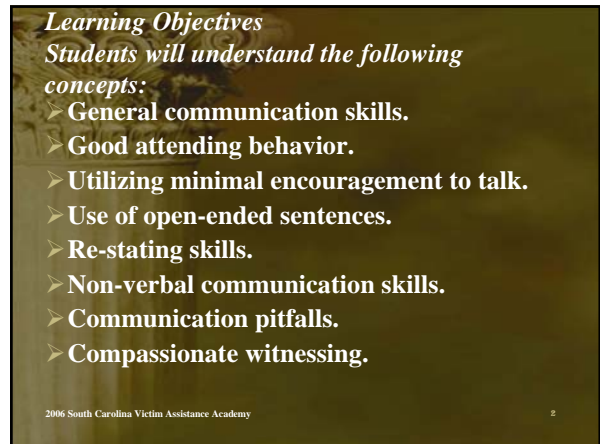 Learning Objectives
Students will understand the following
concepts:
➢General communication skills.
➢Good attending behavior.
➢Utilizing minimal encouragement to talk.
➢Use of open-ended sentences.
➢Re-stating skills.
➢Non-verbal communication skills.
➢Communication pitfalls.
➢Compassionate witnessing.
2006 South Carolina Victim Assistance Academy 2